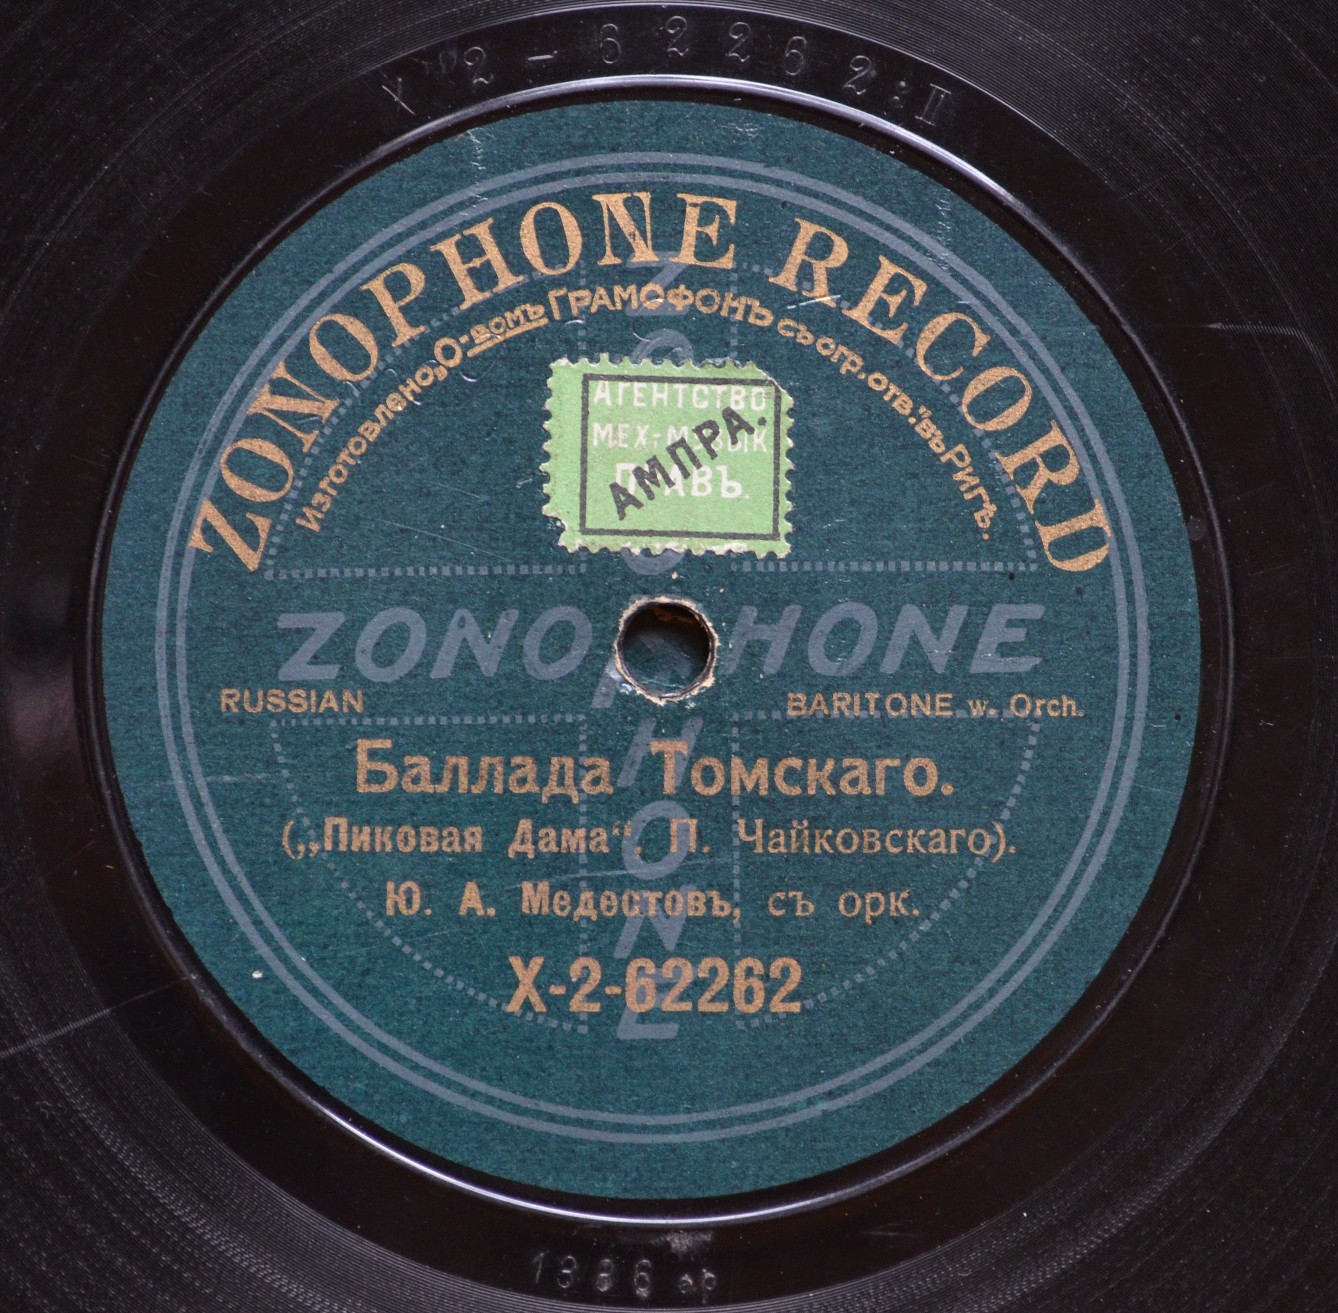 X 2-62262:II
ZONOPHONE RECORD
Изготовлено „О-вомъ ГРАМОФОНЪ съ огр. отв." въ Ригѣ.
АГЕНТСТВО
МЕХ.-МУЗЫК
ПРАВЪ.
АМПРА.
ZONOPHONE
ZONOPHONE
RUSSIAN
BARITONE w. Orch.
Баллада Томскаго.
(„Пиковая Дама“. П. Чайковскаго).
Ю. А. Медестовъ, съ орк.
X-2-62262